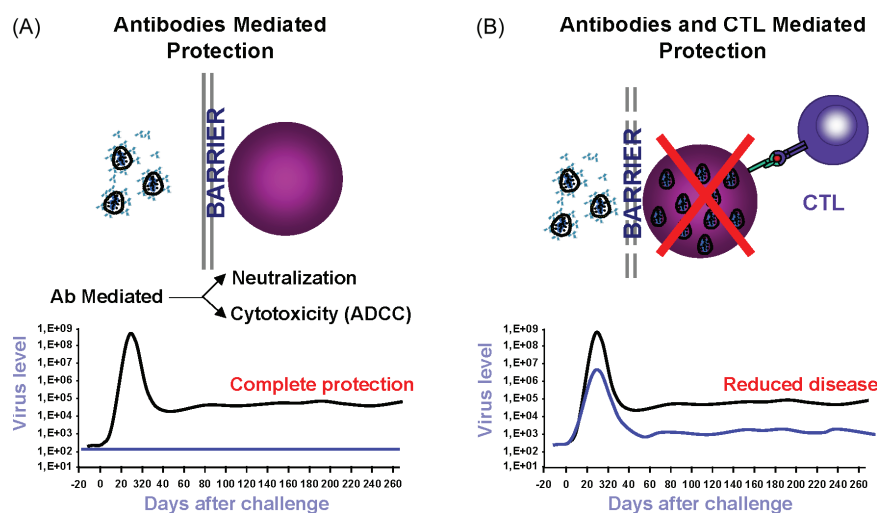 (A)
Antibodies Mediated
Protection
BARRIER
Ab Mediated
Neutralization
Cytotoxicity (ADCC)
Virus level
1,E+09
1,E+08
1,E+07
1,E+06
1,E+05
1,E+04
1,E+03
1,E+02
1,E+01
Complete protection
-20 0 20 320 40 60 80 100 120 140 160 180 200 220 240 260
Days after challenge
(B)
Antibodies and CTL Mediated
Protection
BARRIER
CTL
Virus level
1,E+09
1,E+08
1,E+07
1,E+06
1,E+05
1,E+04
1,E+03
1,E+02
1,E+01
Reduced disease
-20 0 20 320 40 60 80 100 120 140 160 180 200 220 240 260
Days after challenge